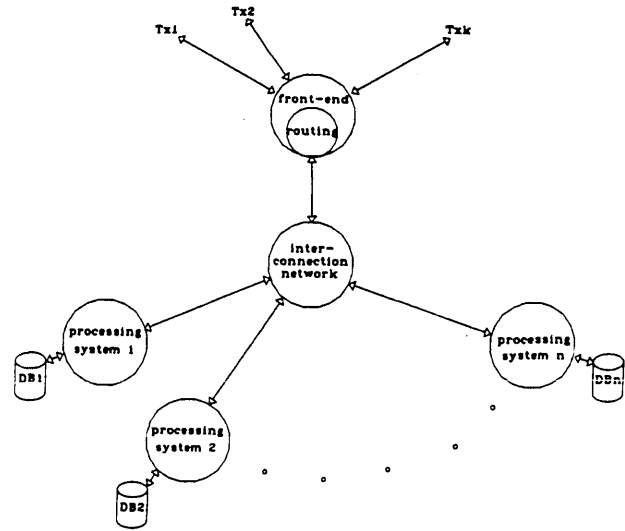 Tx1
Tx2
Txk
front-end
routing
inter-
connection
network
processing
system 1
DB1
processing
system 2
DB2
processing
system n
DBn